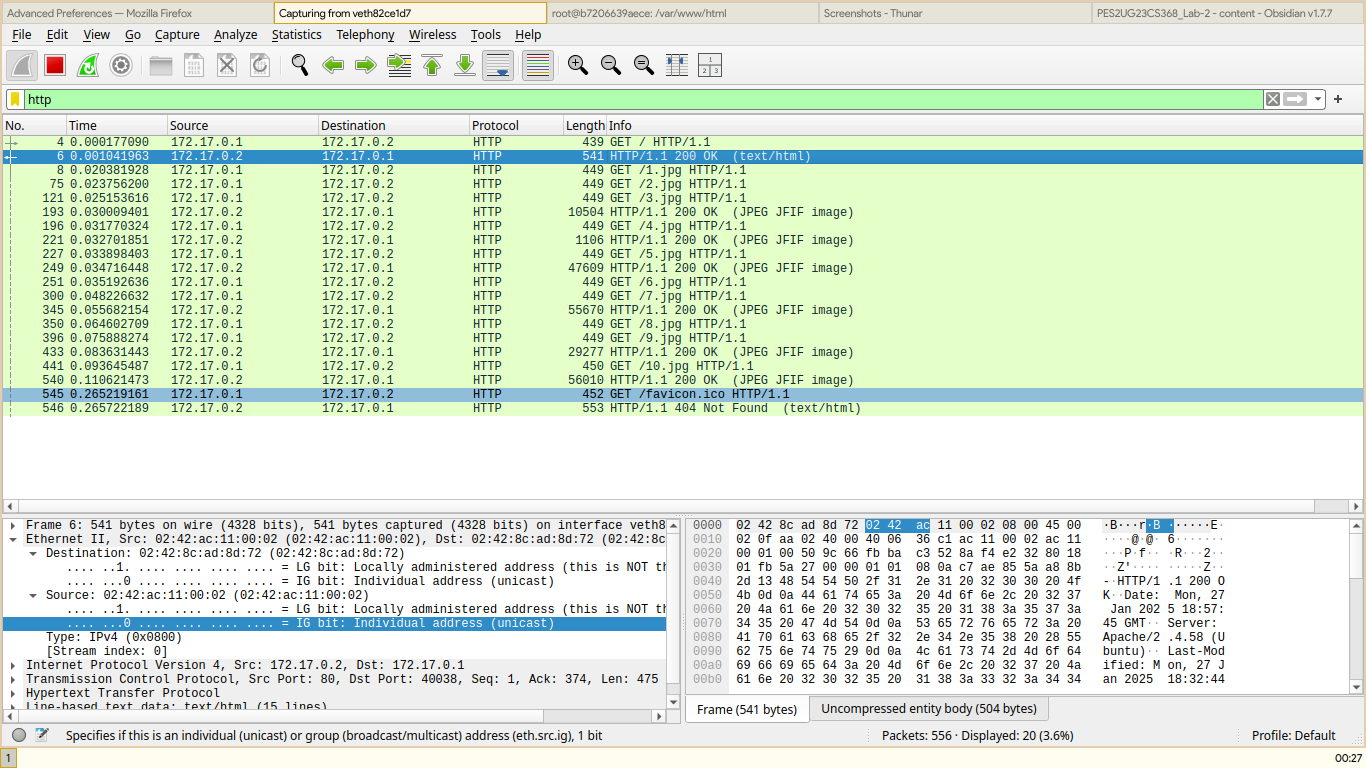 Advanced Preferences — Mozilla Firefox
Capturing from veth82ce1d7
root@b7206639aece: /var/www/html
Screenshots - Thunar
PES2UG23CS368_Lab-2 - content - Obsidian v1.7.7
File Edit View Go Capture Analyze Statistics Telephony Wireless Tools Help
http
No. Time Source Destination Protocol Length Info
4 0.000177090 172.17.0.1 172.17.0.2 HTTP 439 GET / HTTP/1.1
6 0.001041963 172.17.0.2 172.17.0.1 HTTP 541 HTTP/1.1 200 OK (text/html)
8 0.020381928 172.17.0.1 172.17.0.2 HTTP 449 GET /1.jpg HTTP/1.1
75 0.023756200 172.17.0.1 172.17.0.2 HTTP 449 GET /2.jpg HTTP/1.1
121 0.025153616 172.17.0.1 172.17.0.2 HTTP 449 GET /3.jpg HTTP/1.1
193 0.030009401 172.17.0.2 172.17.0.1 HTTP 10504 HTTP/1.1 200 OK (JPEG JFIF image)
196 0.031770324 172.17.0.1 172.17.0.2 HTTP 449 GET /4.jpg HTTP/1.1
221 0.032701851 172.17.0.2 172.17.0.1 HTTP 1106 HTTP/1.1 200 OK (JPEG JFIF image)
227 0.033898403 172.17.0.1 172.17.0.2 HTTP 449 GET /5.jpg HTTP/1.1
249 0.034716448 172.17.0.2 172.17.0.1 HTTP 47609 HTTP/1.1 200 OK (JPEG JFIF image)
251 0.035192636 172.17.0.1 172.17.0.2 HTTP 449 GET /6.jpg HTTP/1.1
300 0.048226632 172.17.0.1 172.17.0.2 HTTP 449 GET /7.jpg HTTP/1.1
345 0.055682154 172.17.0.2 172.17.0.1 HTTP 55670 HTTP/1.1 200 OK (JPEG JFIF image)
350 0.064602709 172.17.0.1 172.17.0.2 HTTP 449 GET /8.jpg HTTP/1.1
396 0.075888274 172.17.0.1 172.17.0.2 HTTP 449 GET /9.jpg HTTP/1.1
433 0.083631443 172.17.0.2 172.17.0.1 HTTP 29277 HTTP/1.1 200 OK (JPEG JFIF image)
441 0.093645487 172.17.0.1 172.17.0.2 HTTP 450 GET /10.jpg HTTP/1.1
540 0.110621473 172.17.0.2 172.17.0.1 HTTP 56010 HTTP/1.1 200 OK (JPEG JFIF image)
545 0.265219161 172.17.0.1 172.17.0.2 HTTP 452 GET /favicon.ico HTTP/1.1
546 0.265722189 172.17.0.2 172.17.0.1 HTTP 553 HTTP/1.1 404 Not Found (text/html)
Frame 6: 541 bytes on wire (4328 bits), 541 bytes captured (4328 bits) on interface veth8
Ethernet II, Src: 02:42:ac:11:00:02 (02:42:ac:11:00:02), Dst: 02:42:8c:ad:8d:72 (02:42:8c
Destination: 02:42:8c:ad:8d:72 (02:42:8c:ad:8d:72)
.... ..1. .... .... .... .... = LG bit: Locally administered address (this is NOT th
.... ...0 .... .... .... .... = IG bit: Individual address (unicast)
Source: 02:42:ac:11:00:02 (02:42:ac:11:00:02)
.... ..1. .... .... .... .... = LG bit: Locally administered address (this is NOT th
.... ...0 .... .... .... .... = IG bit: Individual address (unicast)
Type: IPv4 (0x0800)
[Stream index: 0]
Internet Protocol Version 4, Src: 172.17.0.2, Dst: 172.17.0.1
Transmission Control Protocol, Src Port: 80, Dst Port: 40038, Seq: 1, Ack: 374, Len: 475
Hypertext Transfer Protocol
Line-based text data: text/html (15 lines)
0000 02 42 8c ad 8d 72 02 42 ac 11 00 02 08 00 45 00 ·B···r·B ······E·
0010 02 0f aa 02 40 00 40 06 36 c1 ac 11 00 02 ac 11 ····@·@· 6·······
0020 00 01 00 50 9c 66 fb ba c3 52 8a f4 e2 32 80 18 ···P·f·· ·R···2··
0030 01 fb 5a 27 00 00 01 01 08 0a c7 ae 85 5a a8 8b ··Z'···· ·····Z··
0040 2d 13 48 54 54 50 2f 31 2e 31 20 32 30 30 20 4f -·HTTP/1 .1 200 O
0050 4b 0d 0a 44 61 74 65 3a 20 4d 6f 6e 2c 20 32 37 K··Date: Mon, 27
0060 20 4a 61 6e 20 32 30 32 35 20 31 38 3a 35 37 3a Jan 202 5 18:57:
0070 34 35 20 47 4d 54 0d 0a 53 65 72 76 65 72 3a 20 45 GMT·· Server:
0080 41 70 61 63 68 65 2f 32 2e 34 2e 35 38 20 28 55 Apache/2 .4.58 (U
0090 62 75 6e 74 75 29 0d 0a 4c 61 73 74 2d 4d 6f 64 buntu)·· Last-Mod
00a0 69 66 69 65 64 3a 20 4d 6f 6e 2c 20 32 37 20 4a ified: M on, 27 J
00b0 61 6e 20 32 30 32 35 20 31 38 3a 33 32 3a 34 34 an 2025 18:32:44
Frame (541 bytes) Uncompressed entity body (504 bytes)
Specifies if this is an individual (unicast) or group (broadcast/multicast) address (eth.src.ig), 1 bit
Packets: 556 · Displayed: 20 (3.6%)
Profile: Default
1
00:27